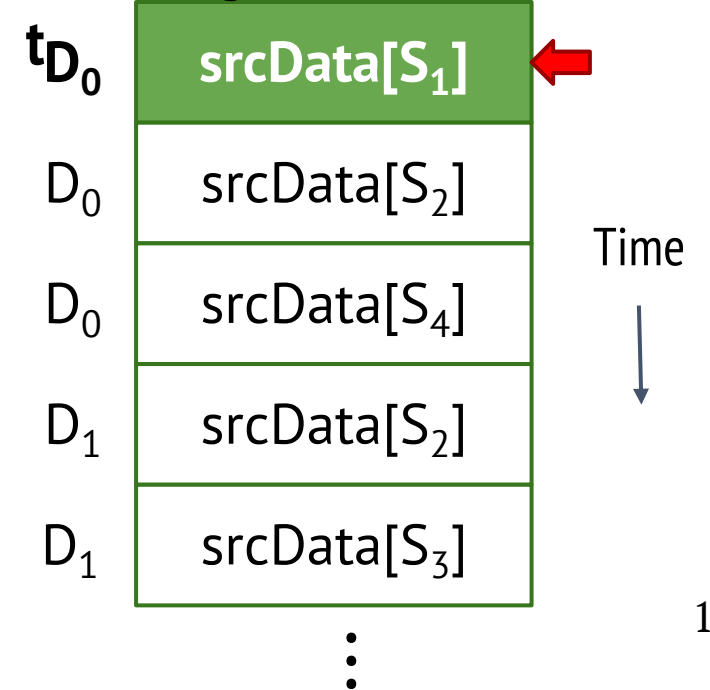 tD₀ srcData[S₁]
D₀ srcData[S₂]
Time
D₀ srcData[S₄]
D₁ srcData[S₂]
D₁ srcData[S₃]
1
⋮